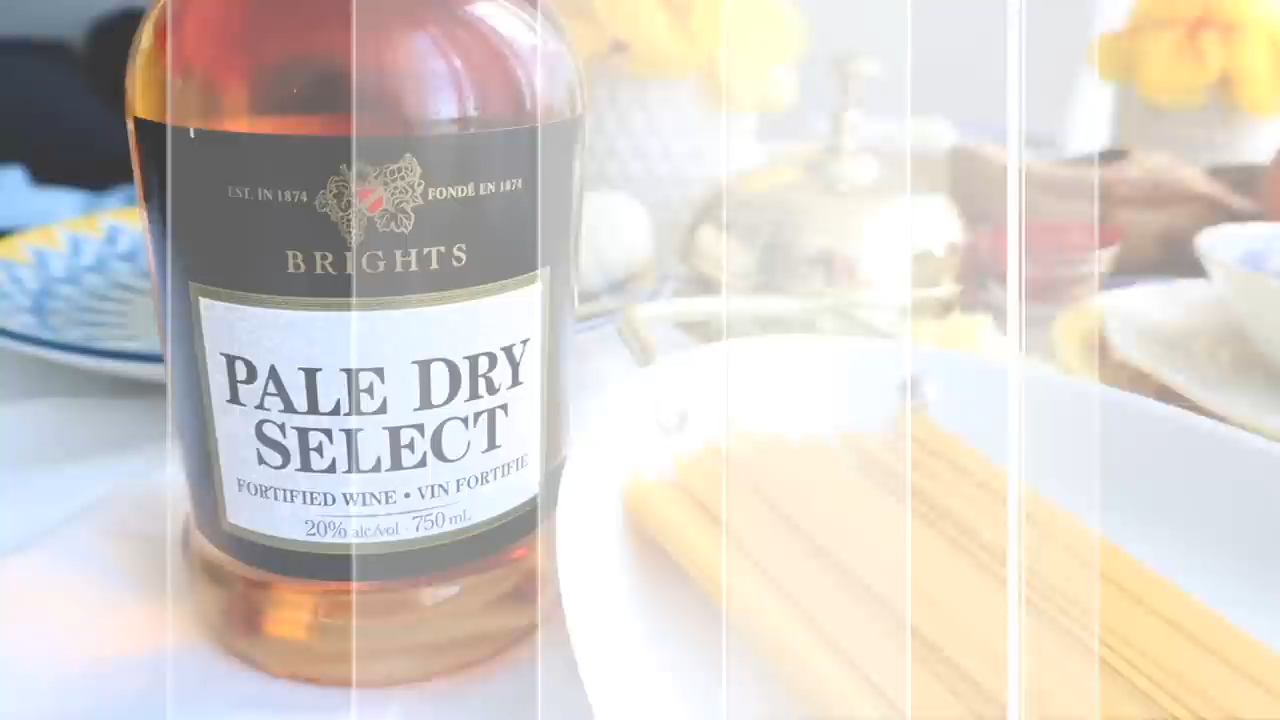 EST. IN 1874 FONDÉ EN 1874
BRIGHTS
PALE DRY
SELECT
FORTIFIED WINE • VIN FORTIFIÉ
20% alc/vol · 750 mL